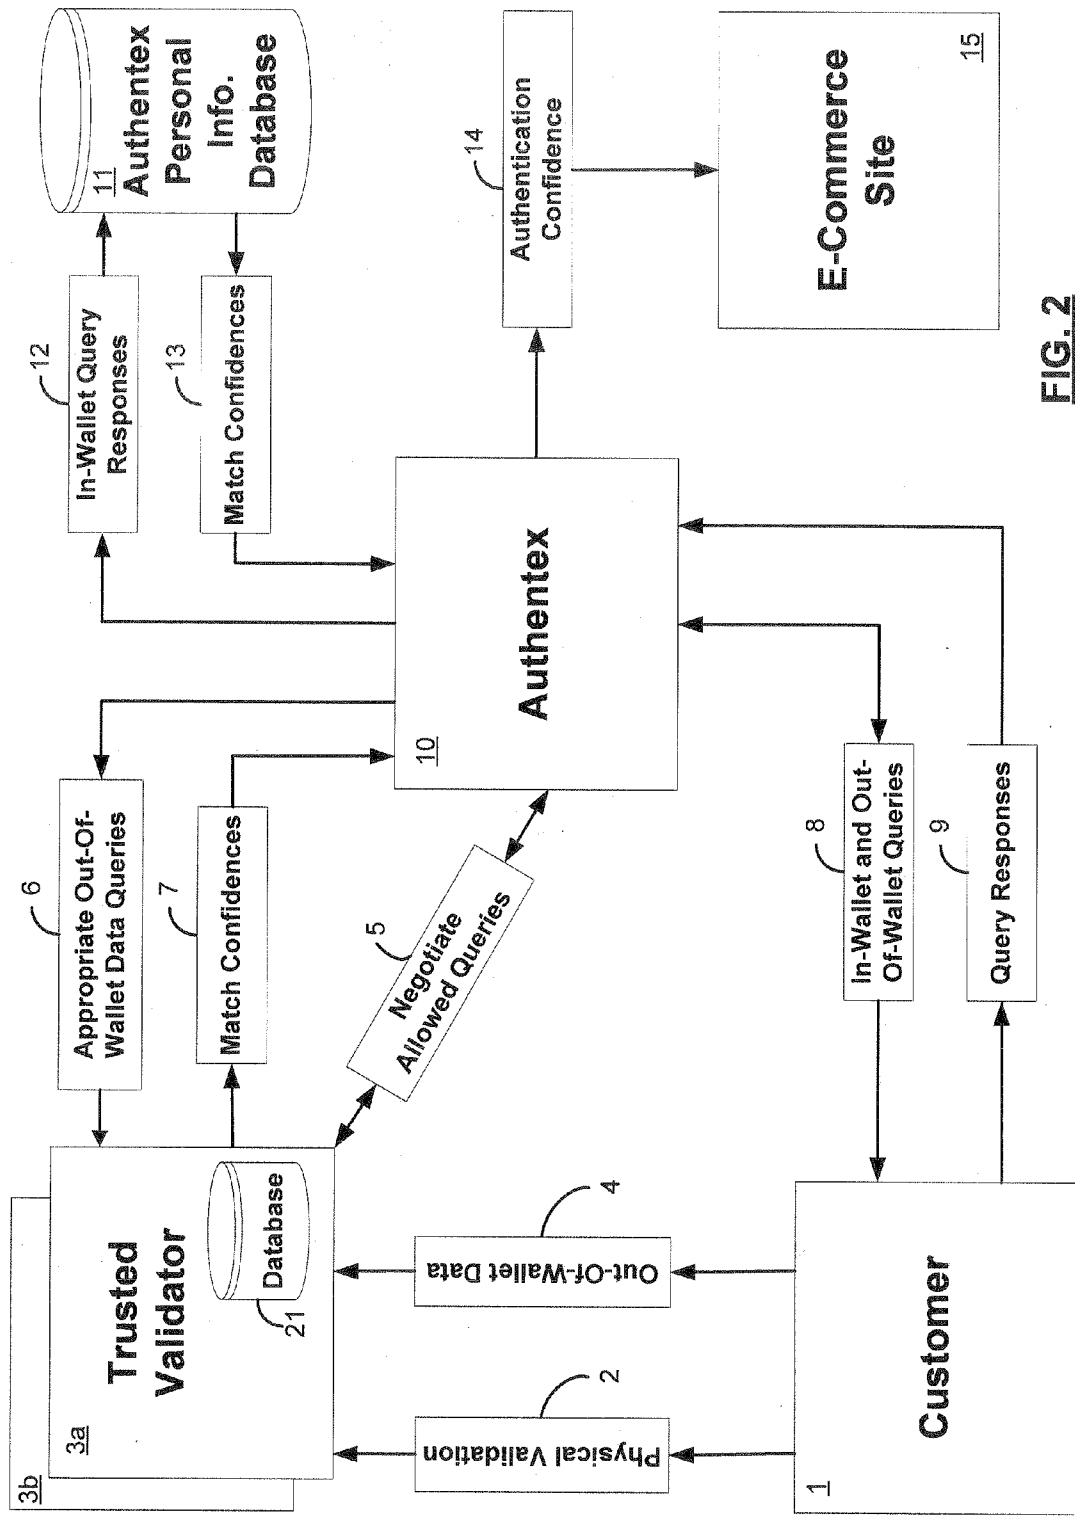 3b
3a
Trusted
Validator
Database
21
6
Appropriate Out-Of-
Wallet Data Queries
7
Match Confidences
12
In-Wallet Query
Responses
13
Match Confidences
11
Authentex
Personal
Info.
Database
Physical Validation
2
Out-Of-Wallet Data
4
5
Negotiate
Allowed Queries
10
Authentex
14
Authentication
Confidence
1
Customer
8
In-Wallet and Out-
Of-Wallet Queries
9
Query Responses
E-Commerce
Site
15
FIG. 2